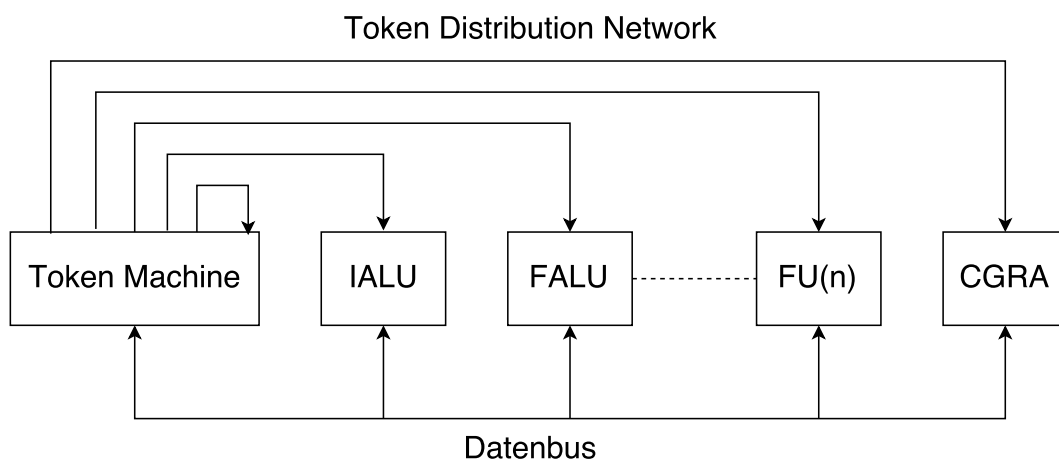 Token Distribution Network
Token Machine
IALU
FALU
FU(n)
CGRA
Datenbus